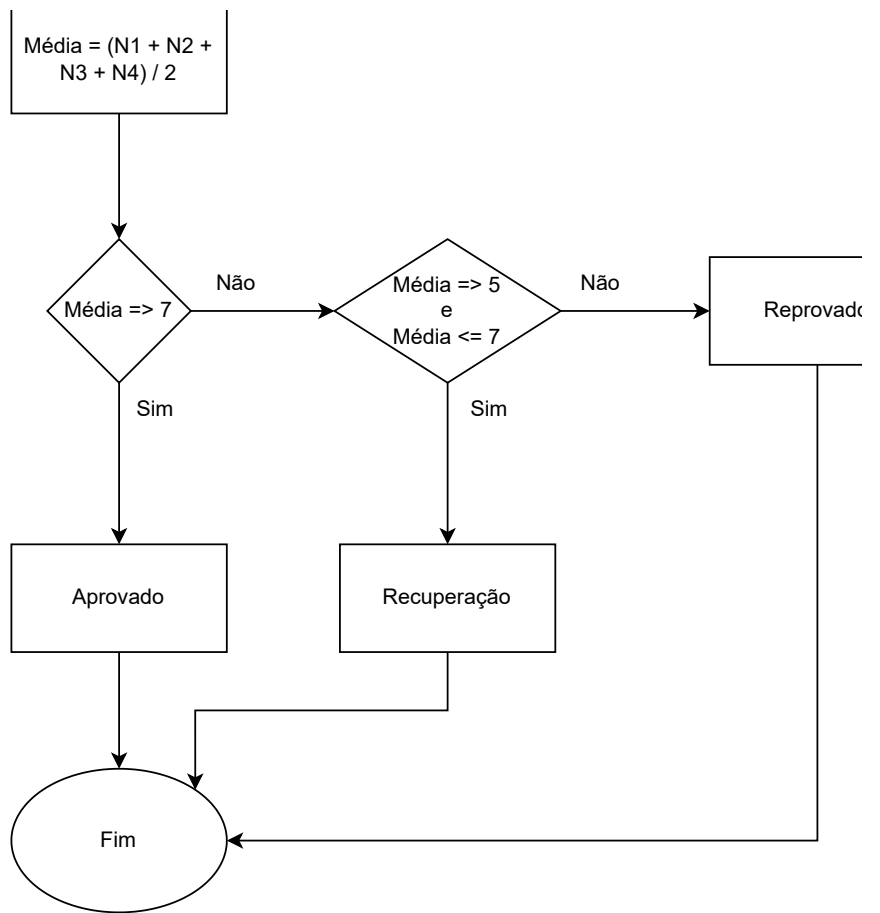 Média = (N1 + N2 +
N3 + N4) / 2
Média => 7
Não
Média => 5
e
Média <= 7
Não
Reprovado
Sim
Sim
Aprovado
Recuperação
Fim